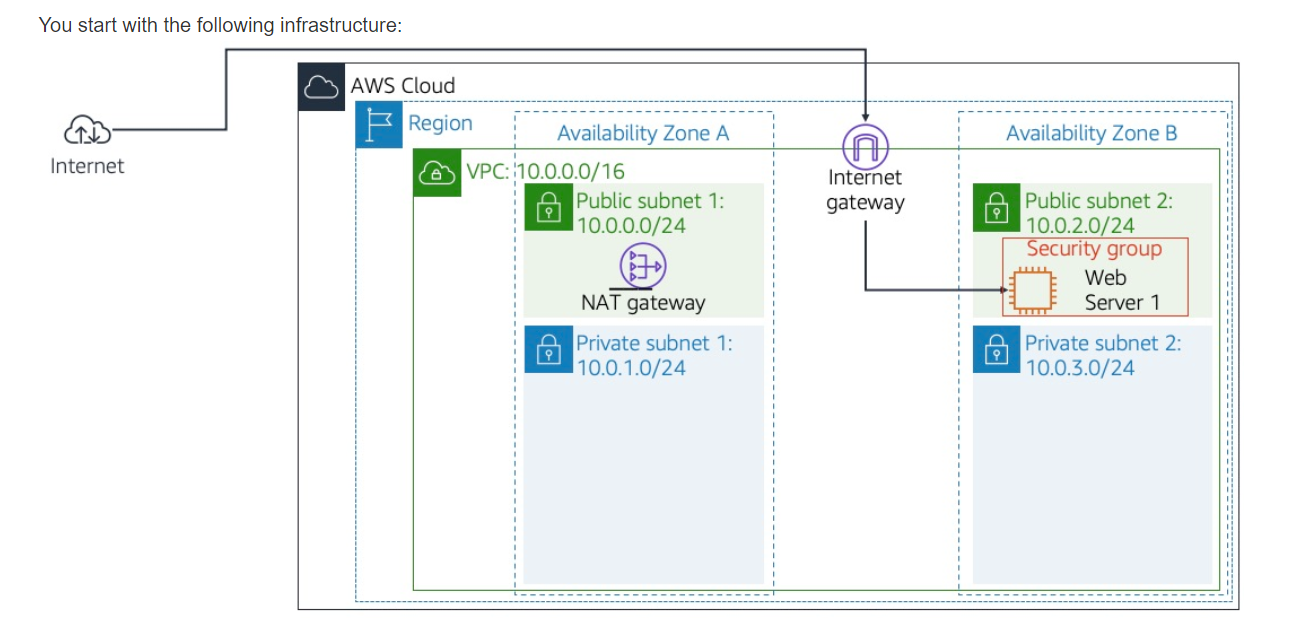 You start with the following infrastructure:
AWS Cloud
Internet
Region
Availability Zone A
Availability Zone B
VPC: 10.0.0.0/16
Internet
gateway
Public subnet 1:
10.0.0.0/24
NAT gateway
Public subnet 2:
10.0.2.0/24
Security group
Web
Server 1
Private subnet 1:
10.0.1.0/24
Private subnet 2:
10.0.3.0/24